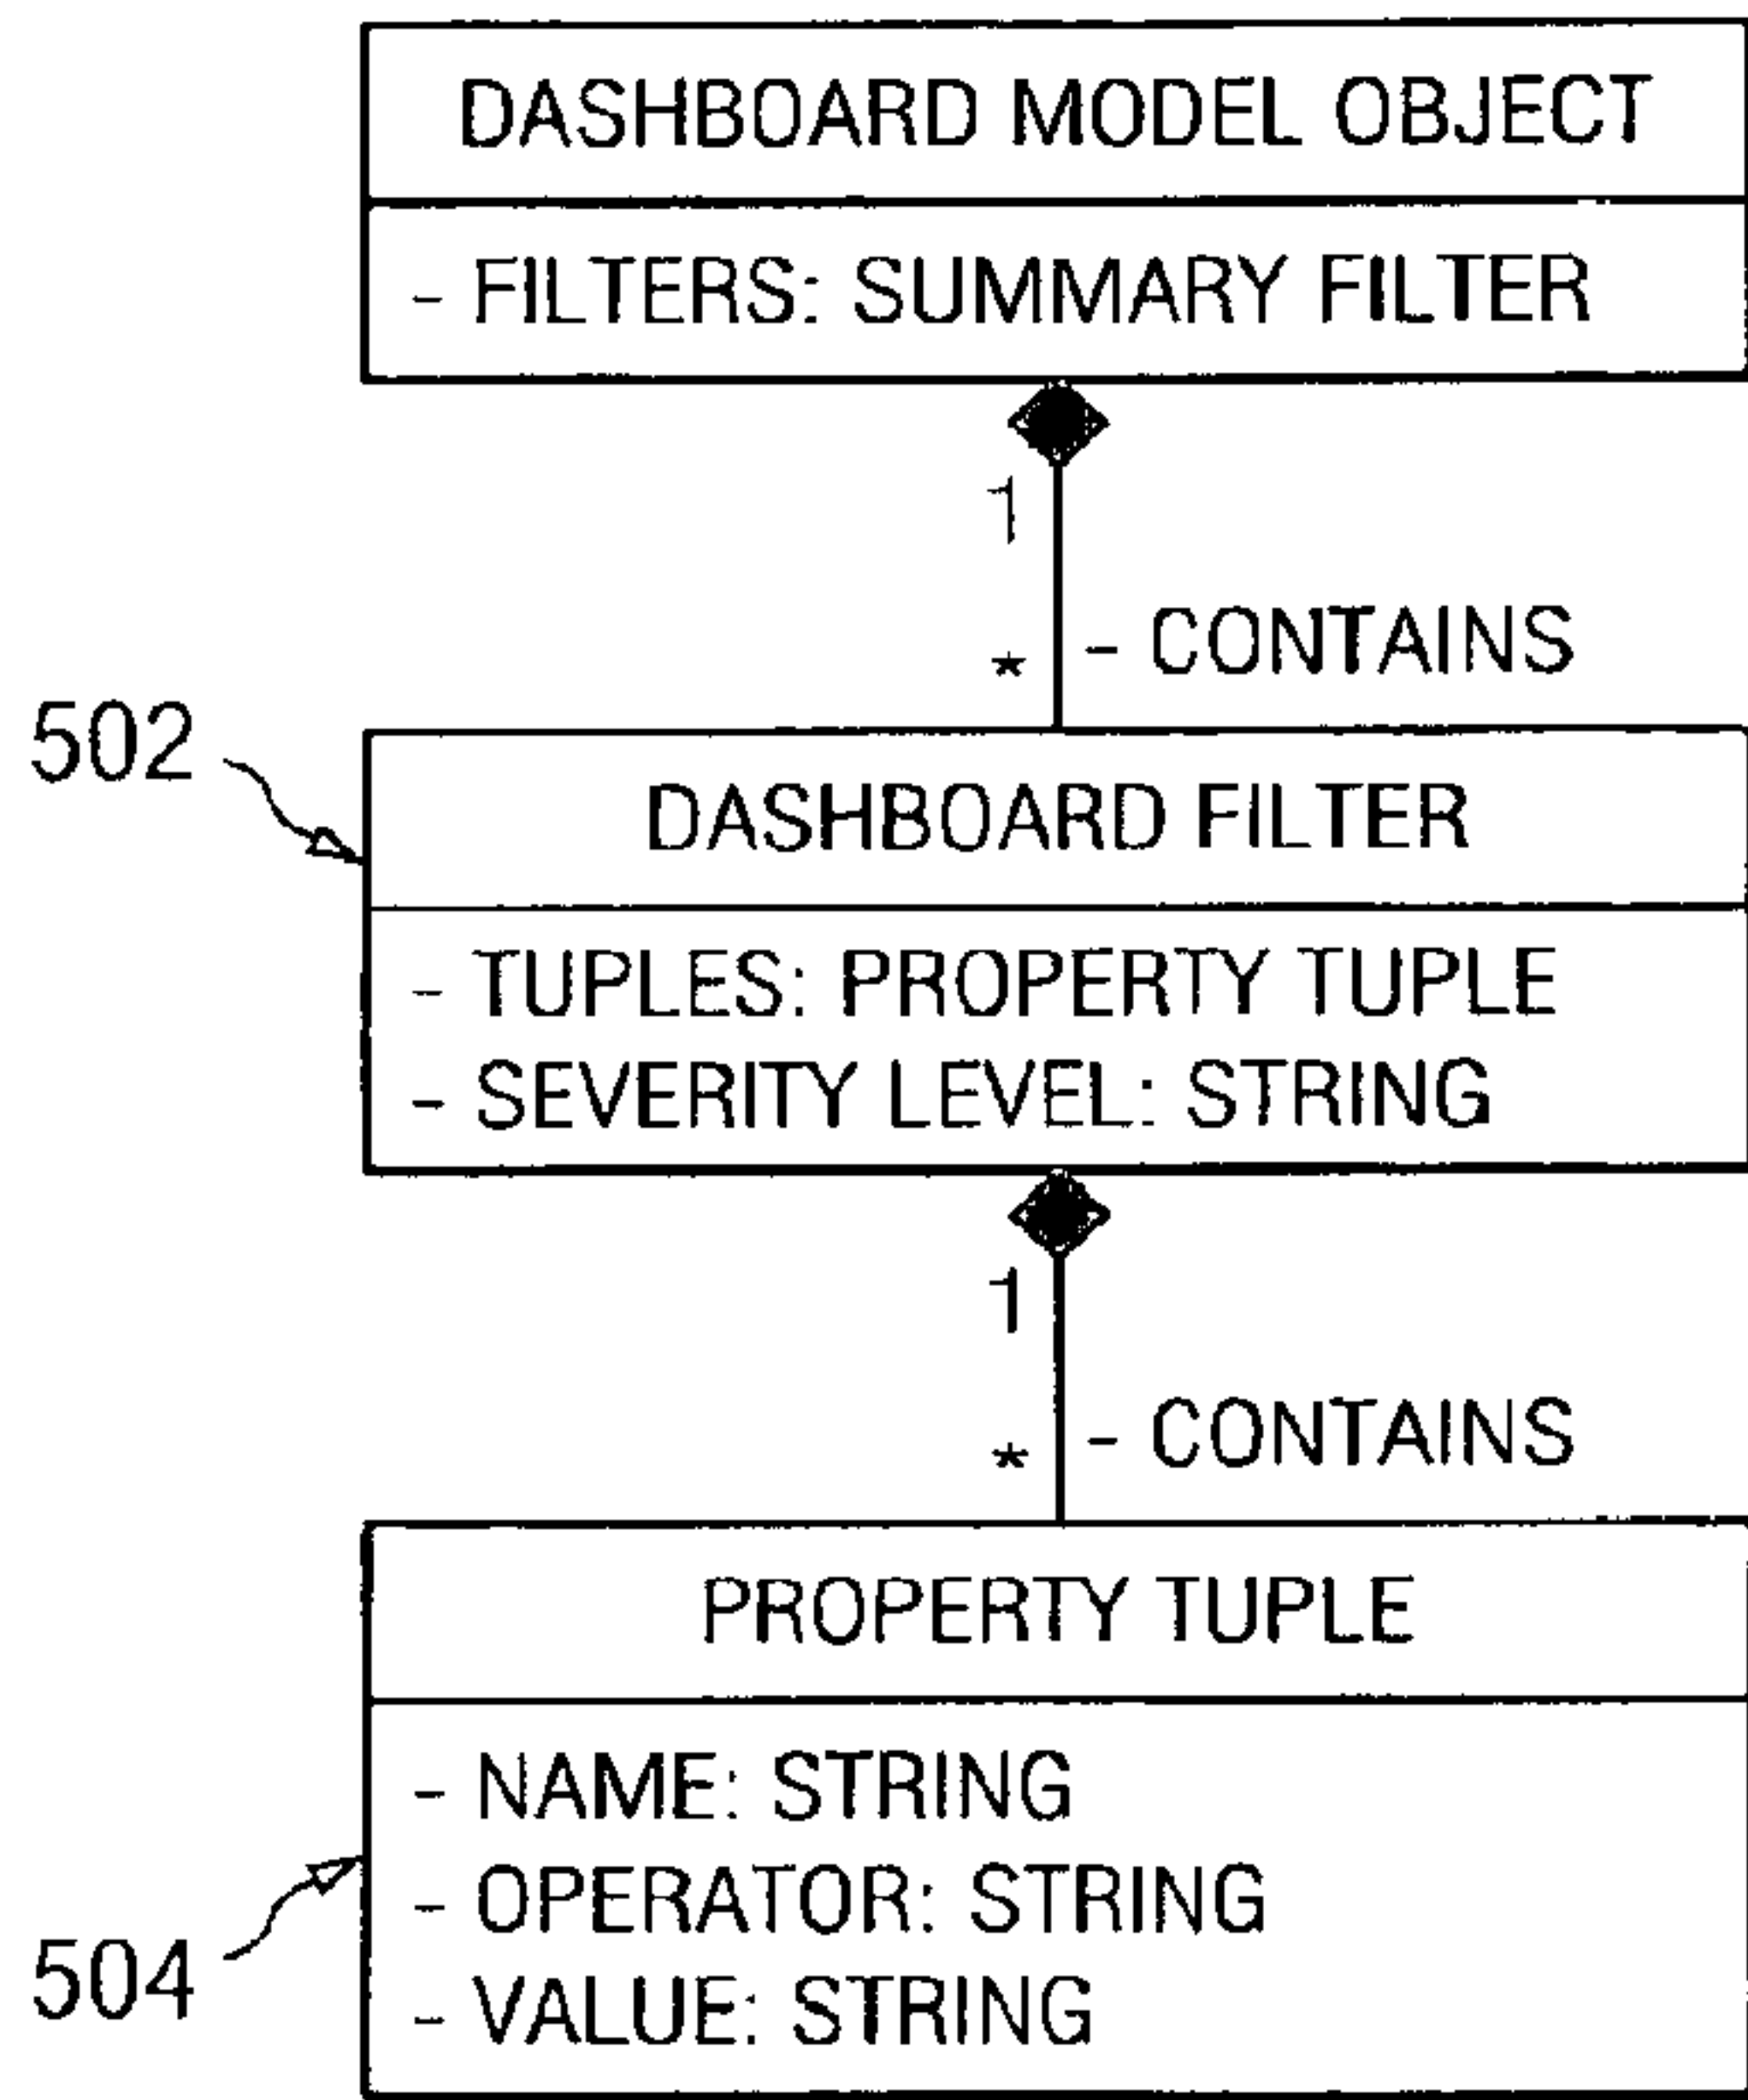 DASHBOARD MODEL OBJECT
- FILTERS: SUMMARY FILTER
1
* - CONTAINS
502
DASHBOARD FILTER
- TUPLES: PROPERTY TUPLE
- SEVERITY LEVEL: STRING
1
* - CONTAINS
PROPERTY TUPLE
- NAME: STRING
- OPERATOR: STRING
504
- VALUE: STRING